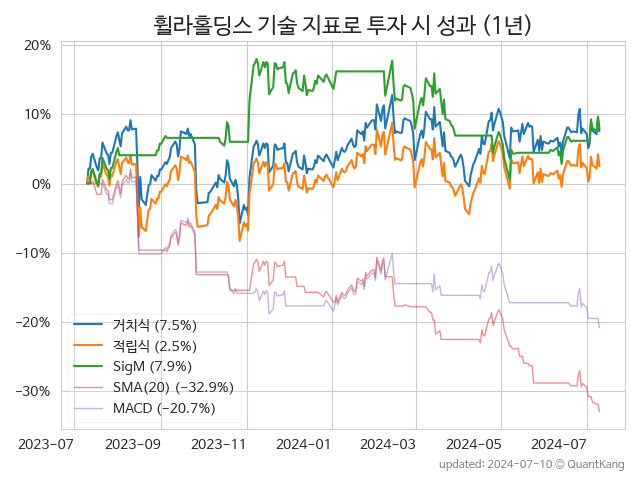 휠라홀딩스 기술 지표로 투자 시 성과 (1년)
20%
10%
0%
−10%
−20%
−30%
거치식 (7.5%)
적립식 (2.5%)
SigM (7.9%)
SMA(20) (−32.9%)
MACD (−20.7%)
2023-07 2023-09 2023-11 2024-01 2024-03 2024-05 2024-07
updated: 2024-07-10 © QuantKang